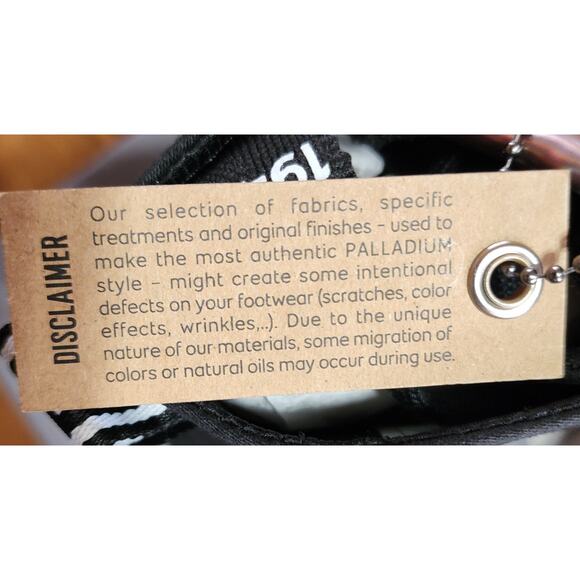 DISCLAIMER
Our selection of fabrics, specific
treatments and original finishes - used to
make the most authentic PALLADIUM
style - might create some intentional
defects on your footwear (scratches, color
effects, wrinkles,..). Due to the unique
nature of our materials, some migration of
colors or natural oils may occur during use.